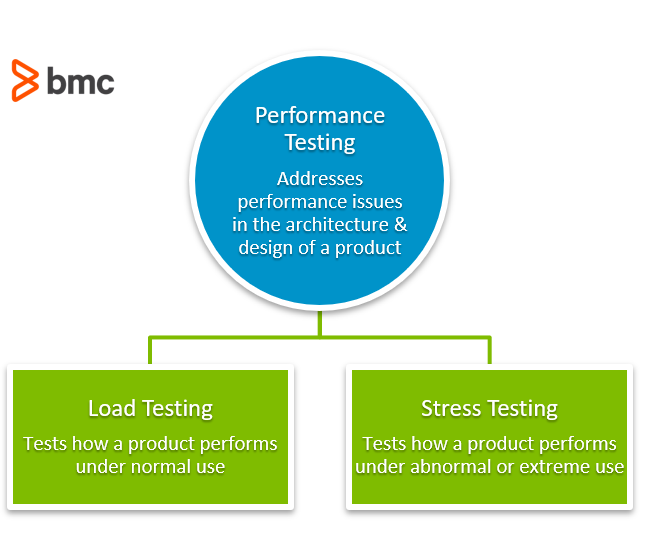 bmc
Performance
Testing
Addresses
performance issues
in the architecture &
design of a product
Load Testing
Tests how a product performs
under normal use
Stress Testing
Tests how a product performs
under abnormal or extreme use